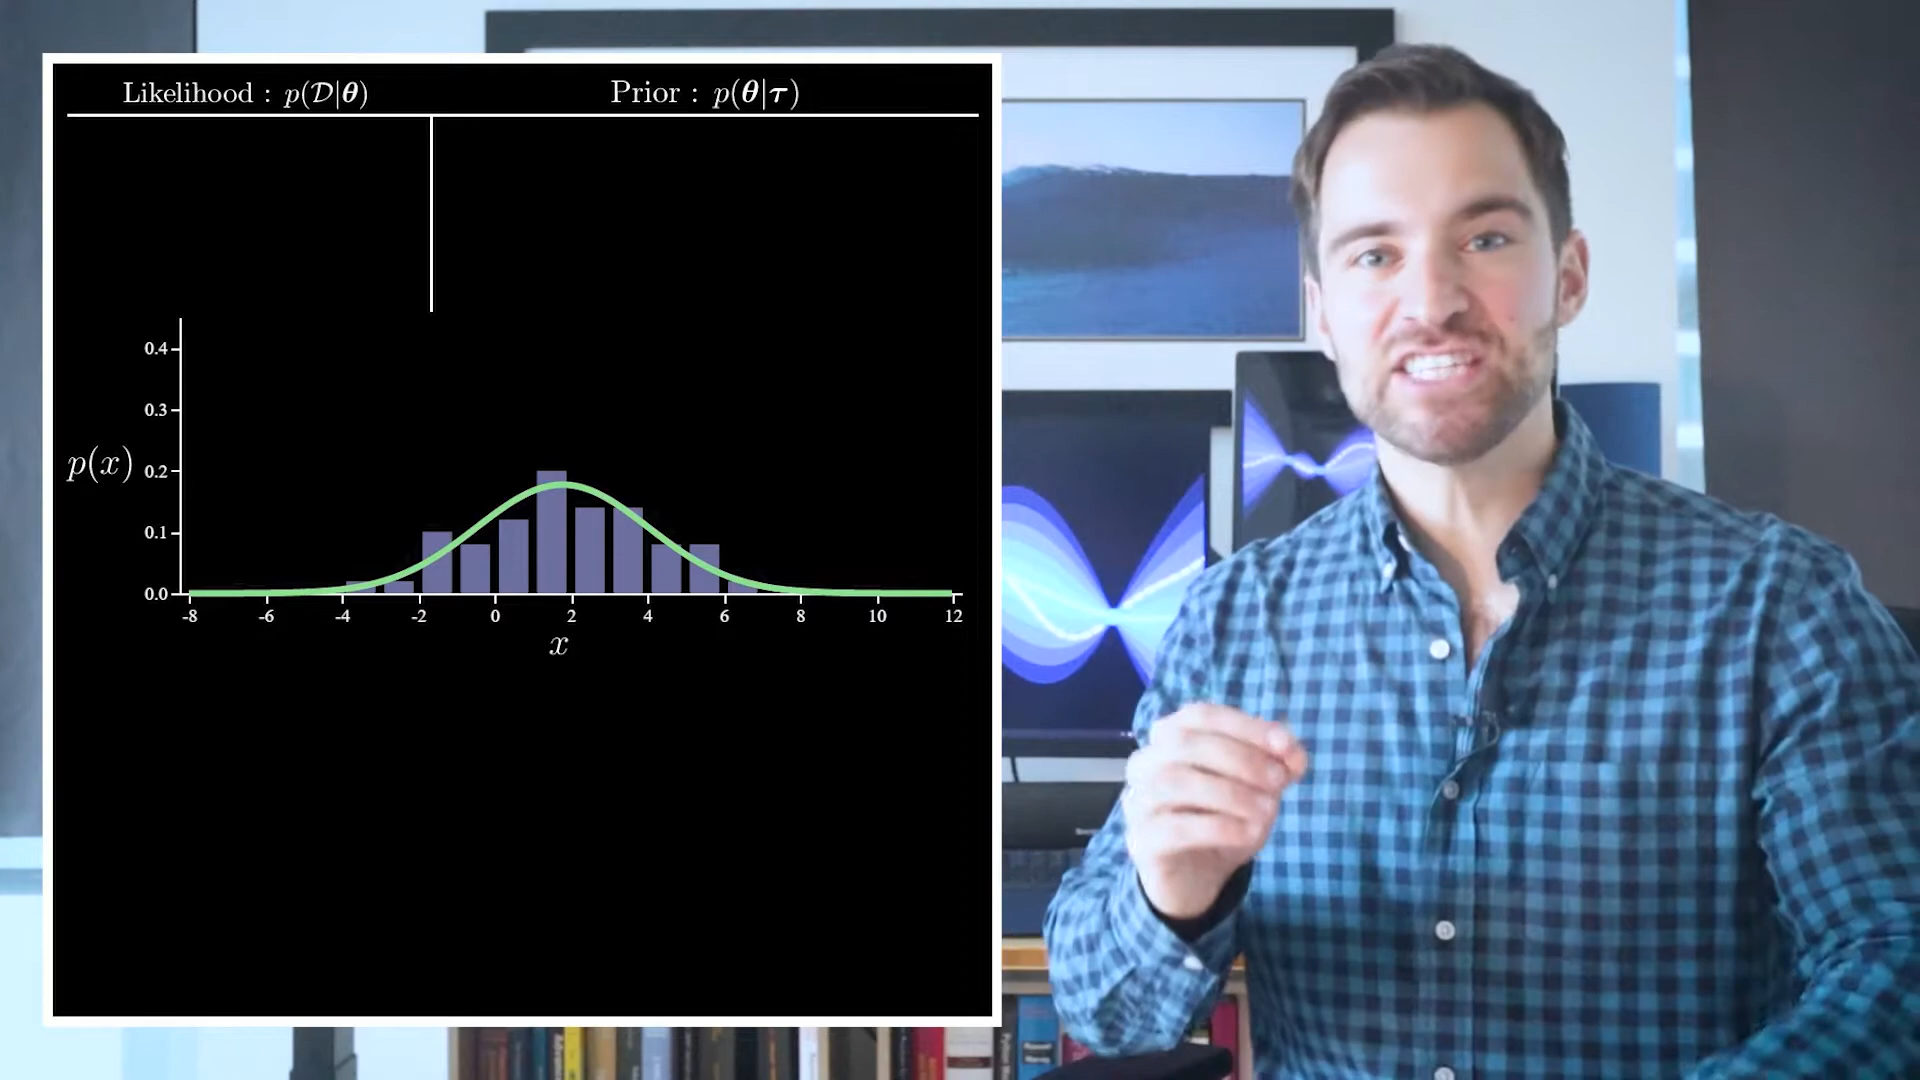 Likelihood : p(𝒟|θ)
Prior : p(θ|τ)
0.4
0.3
p(x) 0.2
0.1
0.0
-8 -6 -4 -2 0 2 4 6 8 10 12
x